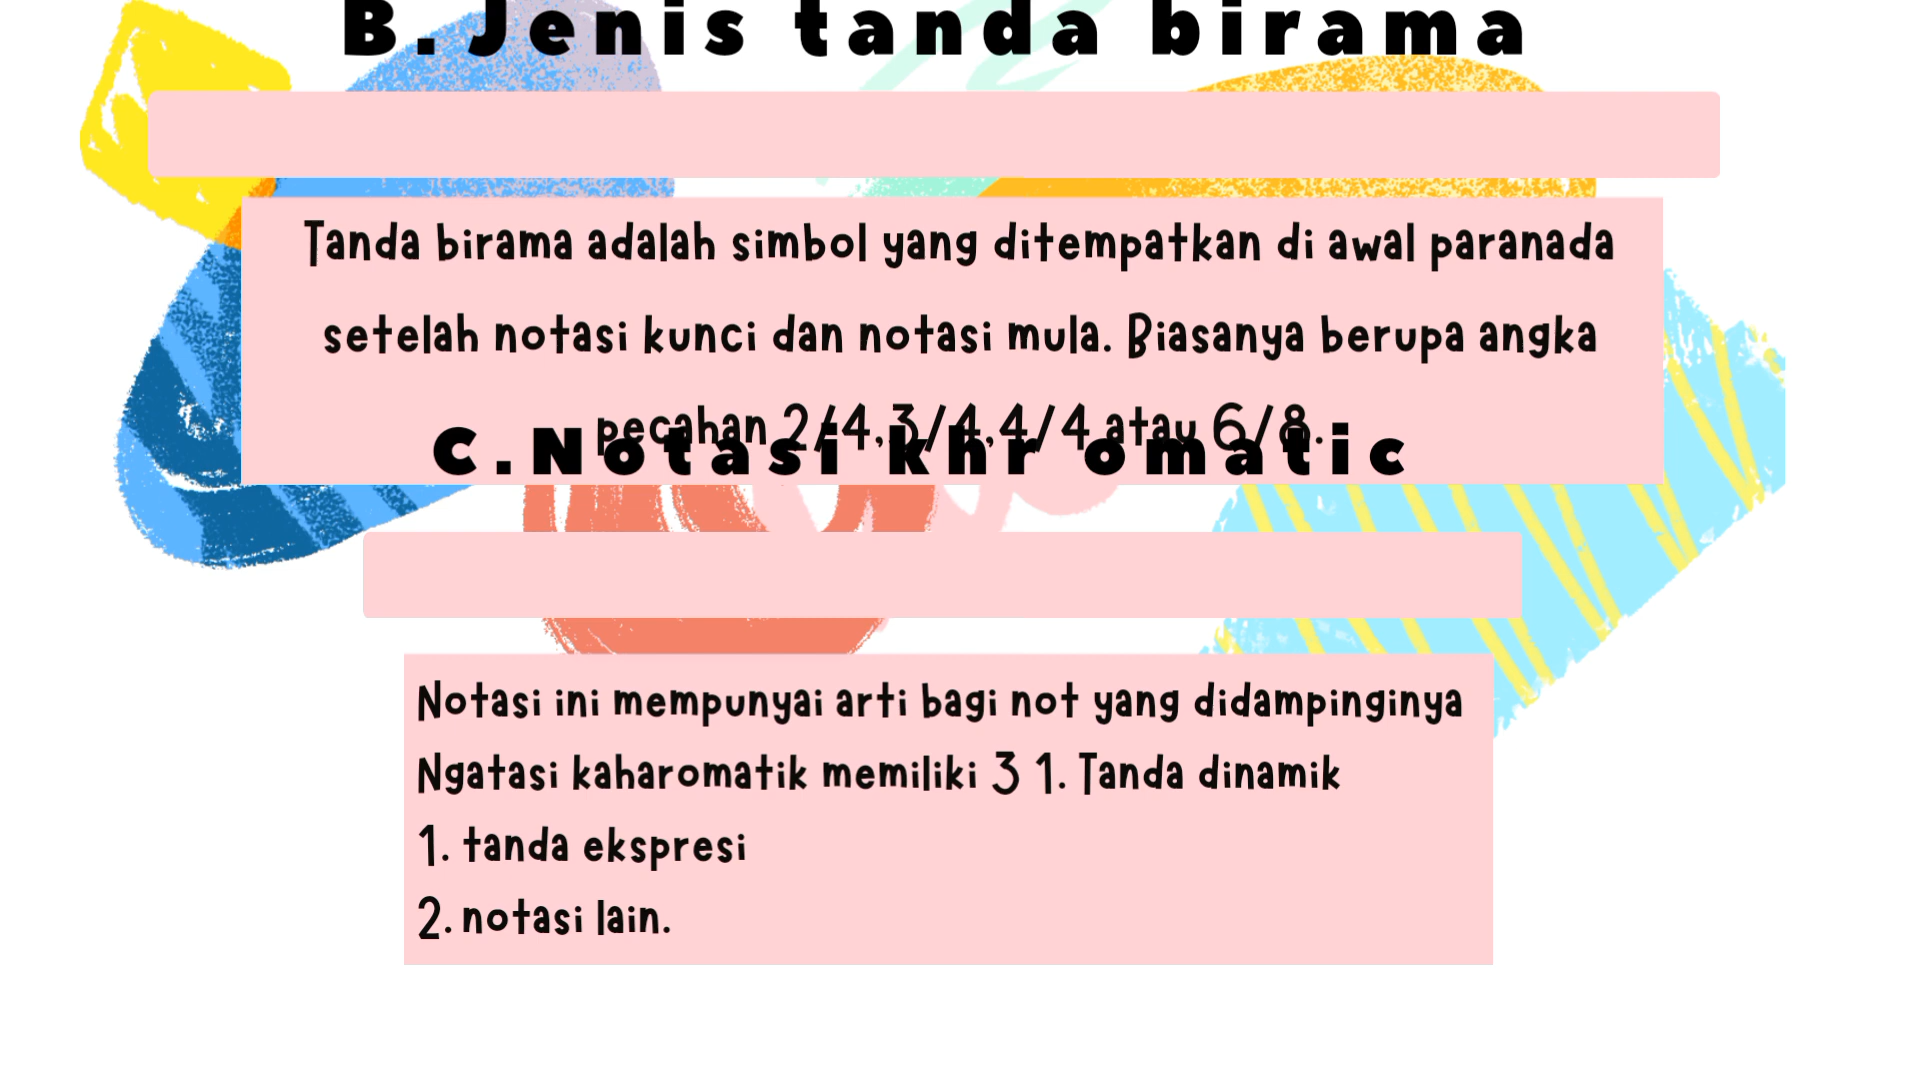 B. Jenis tanda birama
Tanda birama adalah simbol yang ditempatkan di awal paranada
setelah notasi kunci dan notasi mula. Biasanya berupa angka
pecahan 2/4,3/4,4/4 atau 6/8.
C.Notasi khr omatic
Notasi ini mempunyai arti bagi not yang didampinginya
Ngatasi kaharomatik memiliki 3 1. Tanda dinamik
1. tanda ekspresi
2. notasi lain.